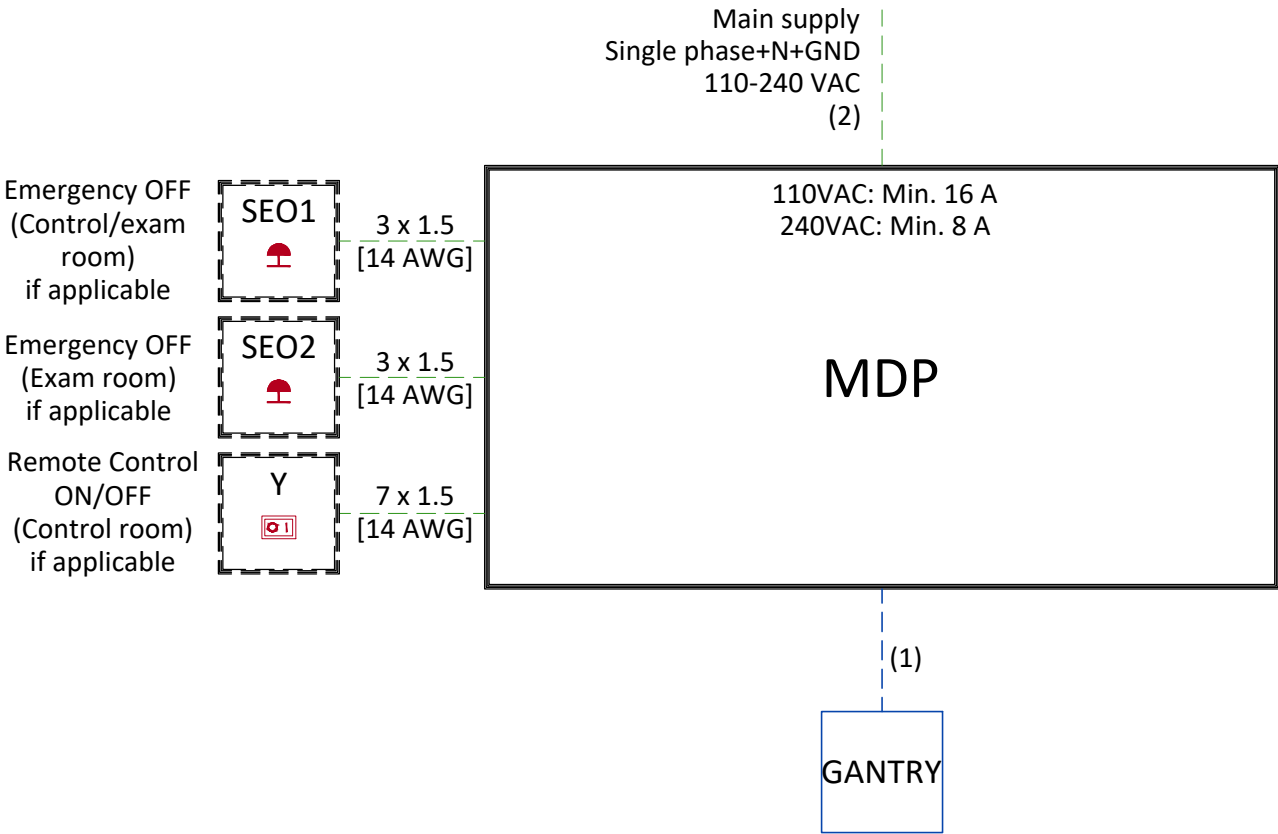 Main supply
Single phase+N+GND
110-240 VAC
(2)
Emergency OFF
(Control/exam
room)
if applicable
SEO1
3 x 1.5
[14 AWG]
110VAC: Min. 16 A
240VAC: Min. 8 A
Emergency OFF
(Exam room)
if applicable
SEO2
3 x 1.5
[14 AWG]
MDP
Remote Control
ON/OFF
(Control room)
if applicable
Y
7 x 1.5
[14 AWG]
(1)
GANTRY